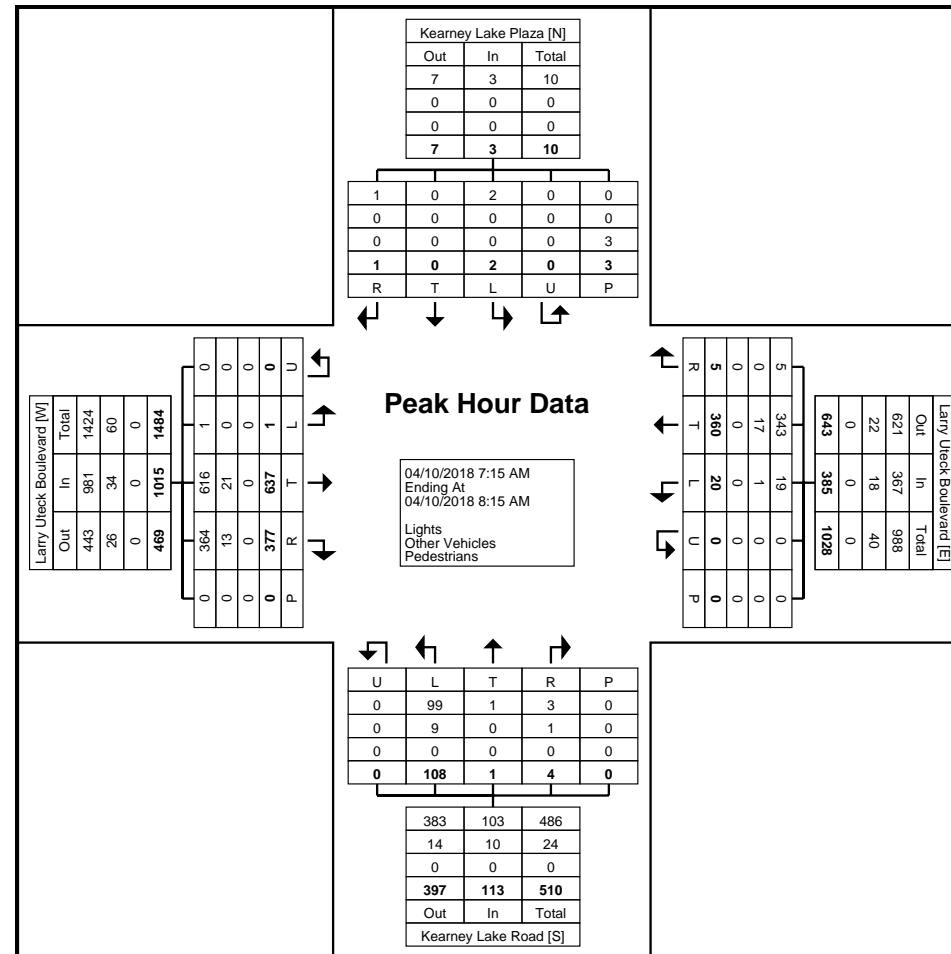 Kearney Lake Plaza [N]
Out In Total
7 3 10
0 0 0
0 0 0
7 3 10
1 0 2 0 0
0 0 0 0 0
0 0 0 0 3
1 0 2 0 3
R T L U P
Larry Uteck Boulevard [W]
Total In Out
1424 981 443
60 34 26
0 0 0
1484 1015 469
0 1 616 364 0
0 0 21 13 0
0 0 0 0 0
0 1 637 377 0
U L T R P
Peak Hour Data
04/10/2018 7:15 AM
Ending At
04/10/2018 8:15 AM
Lights
Other Vehicles
Pedestrians
R T L U P
5 360 20 0 0
0 0 0 0 0
0 17 1 0 0
5 343 19 0 0
643 385 1028
0 0 0
22 18 40
621 367 988
Out In Total
Larry Uteck Boulevard [E]
U L T R P
0 99 1 3 0
0 9 0 1 0
0 0 0 0 0
0 108 1 4 0
383 103 486
14 10 24
0 0 0
397 113 510
Out In Total
Kearney Lake Road [S]